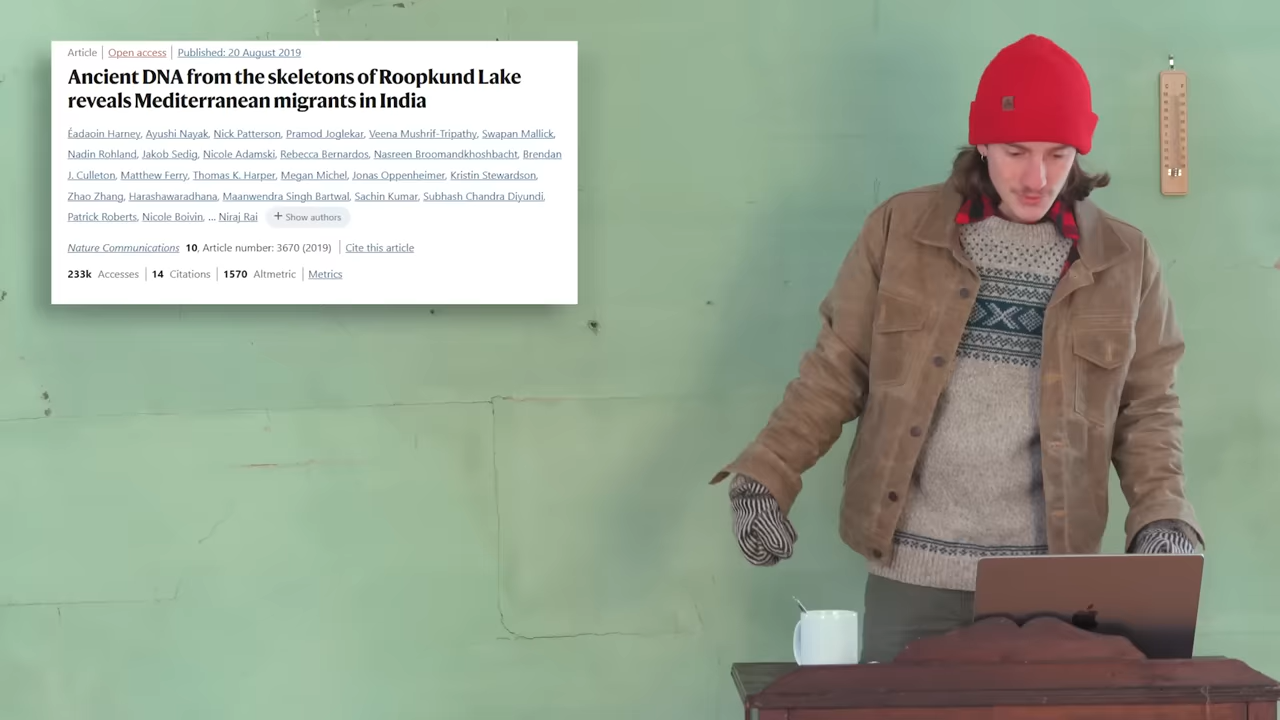 Article | Open access | Published: 20 August 2019
Ancient DNA from the skeletons of Roopkund Lake
reveals Mediterranean migrants in India
Éadaoin Harney, Ayushi Nayak, Nick Patterson, Pramod Joglekar, Veena Mushrif-Tripathy, Swapan Mallick,
Nadin Rohland, Jakob Sedig, Nicole Adamski, Rebecca Bernardos, Nasreen Broomandkhoshbacht, Brendan
J. Culleton, Matthew Ferry, Thomas K. Harper, Megan Michel, Jonas Oppenheimer, Kristin Stewardson,
Zhao Zhang, Harashawaradhana, Maanwendra Singh Bartwal, Sachin Kumar, Subhash Chandra Diyundi,
Patrick Roberts, Nicole Boivin, ... Niraj Rai + Show authors
Nature Communications 10, Article number: 3670 (2019) | Cite this article
233k Accesses | 14 Citations | 1570 Altmetric | Metrics
C F